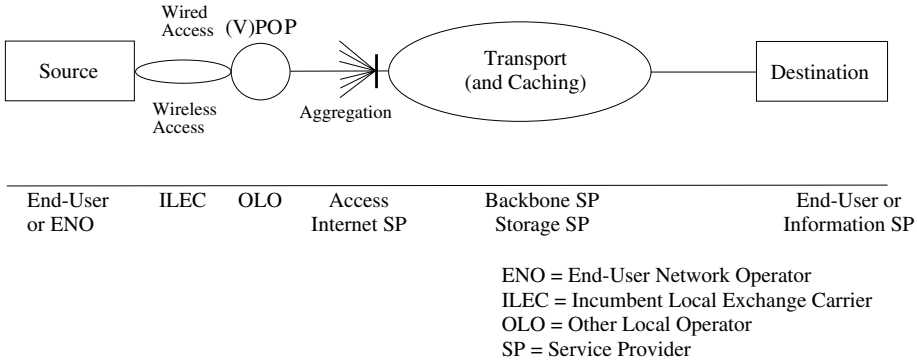 Wired
Access
(V)POP
Source
Wireless
Access
Aggregation
Transport
(and Caching)
Destination
End-User
or ENO
ILEC
OLO
Access
Internet SP
Backbone SP
Storage SP
End-User or
Information SP
ENO = End-User Network Operator
ILEC = Incumbent Local Exchange Carrier
OLO = Other Local Operator
SP = Service Provider